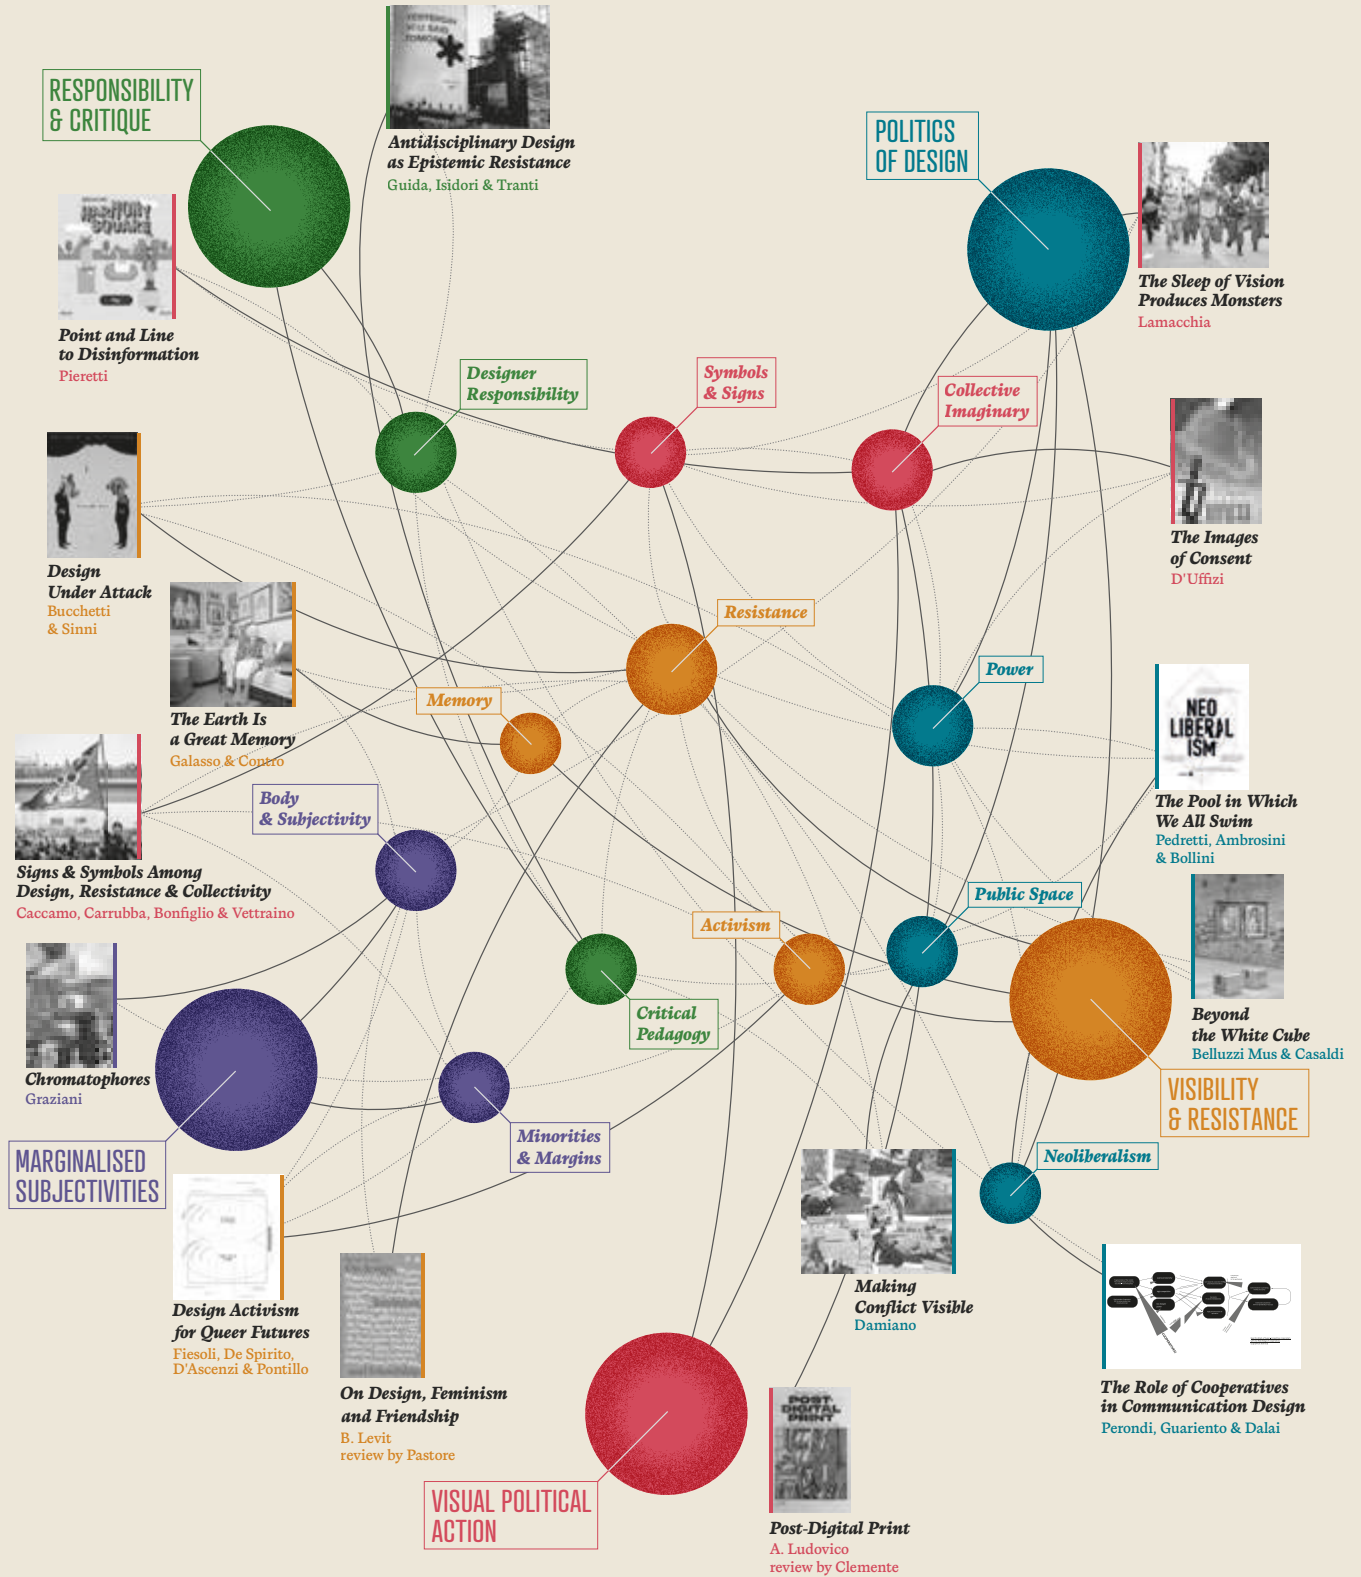 YESTERDAY
YOU SAID
TOMORROW
RESPONSIBILITY
& CRITIQUE
Antidisciplinary Design
as Epistemic Resistance
Guida, Isidori & Tranti
POLITICS
OF DESIGN
HARMONY
SQUARE
The Sleep of Vision
Produces Monsters
Lamacchia
Point and Line
to Disinformation
Pieretti
Designer
Responsibility
Symbols
& Signs
Collective
Imaginary
The Images
of Consent
D'Uffizi
Design
Under Attack
Bucchetti
& Sinni
Resistance
Power
Memory
The Earth Is
a Great Memory
Galasso & Contro
NEO
LIBERAL
ISM
The Pool in Which
We All Swim
Pedretti, Ambrosini
& Bollini
Body
& Subjectivity
Signs & Symbols Among
Design, Resistance & Collectivity
Caccamo, Carrubba, Bonfiglio & Vettraino
Public Space
Activism
Critical
Pedagogy
Beyond
the White Cube
Belluzzi Mus & Casaldi
Chromatophores
Graziani
VISIBILITY
& RESISTANCE
Minorities
& Margins
MARGINALISED
SUBJECTIVITIES
Neoliberalism
Making
Conflict Visible
Damiano
Design Activism
for Queer Futures
Fiesoli, De Spirito,
D'Ascenzi & Pontillo
On Design, Feminism
and Friendship
B. Levit
review by Pastore
The Role of Cooperatives
in Communication Design
Perondi, Guariento & Dalai
POST-
DIGITAL
PRINT
VISUAL POLITICAL
ACTION
Post-Digital Print
A. Ludovico
review by Clemente